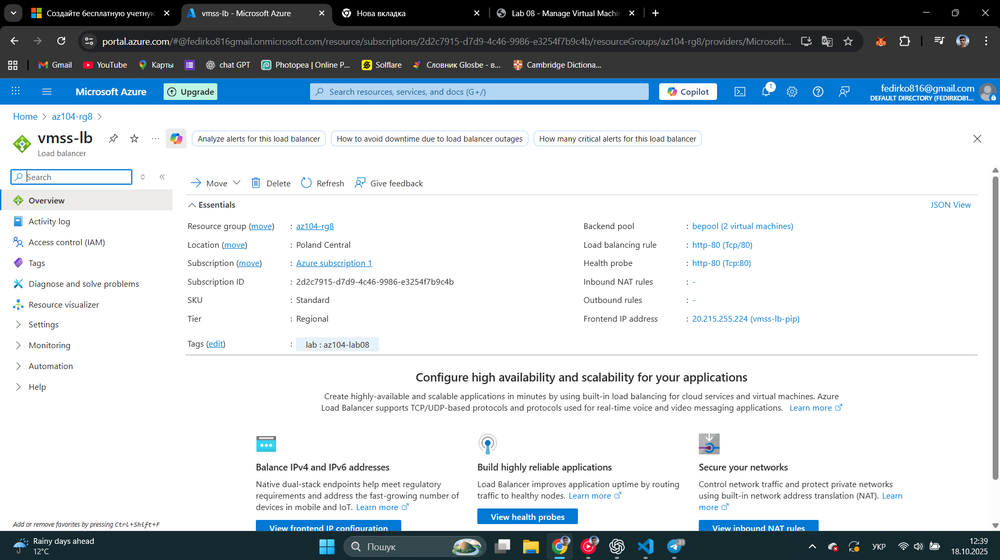 Создайте бесплатную учетную
vmss-lb - Microsoft Azure
Нова вкладка
Lab 08 - Manage Virtual Machin
portal.azure.com/#@fedirko816gmail.onmicrosoft.com/resource/subscriptions/2d2c7915-d7d9-4c46-9986-e3254f7b9c4b/resourceGroups/az104-rg8/providers/Microsoft...
Gmail
YouTube
Карты
chat GPT
Photopea | Online P...
Solflare
Словник Glosbe - в...
Cambridge Dictiona...
Microsoft Azure
Upgrade
Search resources, services, and docs (G+/)
Copilot
1
fedirko816@gmail.com
DEFAULT DIRECTORY (FEDIRKO81...
Home > az104-rg8 >
vmss-lb
Load balancer
Analyze alerts for this load balancer
How to avoid downtime due to load balancer outages
How many critical alerts for this load balancer
Search
Overview
Activity log
Access control (IAM)
Tags
Diagnose and solve problems
Resource visualizer
Settings
Monitoring
Automation
Help
Add or remove favorites by pressing Ctrl+Shift+F
Move
Delete
Refresh
Give feedback
Essentials
JSON View
Resource group (move) : az104-rg8
Location (move) : Poland Central
Subscription (move) : Azure subscription 1
Subscription ID : 2d2c7915-d7d9-4c46-9986-e3254f7b9c4b
SKU : Standard
Tier : Regional
Tags (edit) : lab : az104-lab08
Backend pool : bepool (2 virtual machines)
Load balancing rule : http-80 (Tcp/80)
Health probe : http-80 (Tcp:80)
Inbound NAT rules : -
Outbound rules : -
Frontend IP address : 20.215.255.224 (vmss-lb-pip)
Configure high availability and scalability for your applications
Create highly-available and scalable applications in minutes by using built-in load balancing for cloud services and virtual machines. Azure
Load Balancer supports TCP/UDP-based protocols and protocols used for real-time voice and video messaging applications. Learn more
Balance IPv4 and IPv6 addresses
Native dual-stack endpoints help meet regulatory
requirements and address the fast-growing number of
devices in mobile and IoT. Learn more
View frontend IP configuration
Build highly reliable applications
Load Balancer improves application uptime by routing
traffic to healthy nodes. Learn more
View health probes
Secure your networks
Control network traffic and protect private networks
using built-in network address translation (NAT). Learn
more
View inbound NAT rules
Rainy days ahead
12°C
Пошук
81
УКР
12:39
18.10.2025